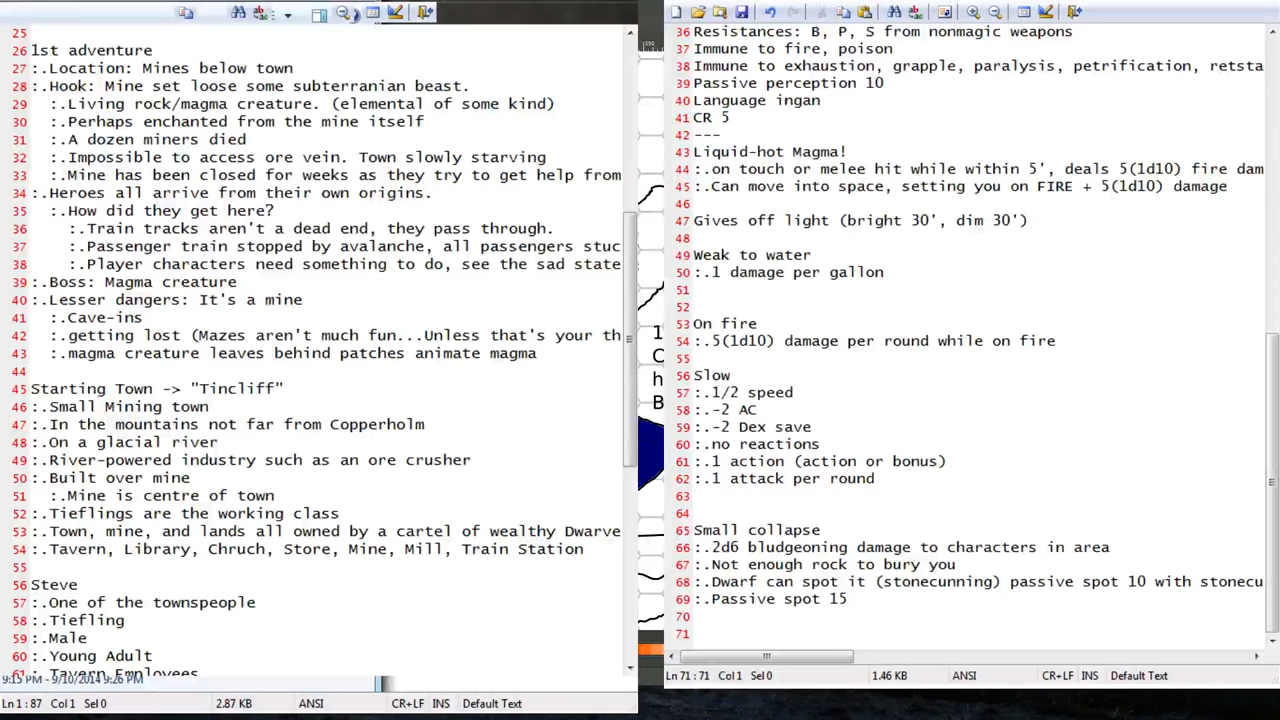 25
26 1st adventure
27 :.Location: Mines below town
28 :.Hook: Mine set loose some subterranean beast.
29 :.Living rock/magma creature. (elemental of some kind)
30 :.Perhaps enchanted from the mine itself
31 :.A dozen miners died
32 :.Impossible to access ore vein. Town slowly starving
33 :.Mine has been closed for weeks as they try to get help from
34 :.Heroes all arrive from their own origins.
35 :.How did they get here?
36 :.Train tracks aren't a dead end, they pass through.
37 :.Passenger train stopped by avalanche, all passengers stuc
38 :.Player characters need something to do, see the sad state
39 :.Boss: Magma creature
40 :.Lesser dangers: It's a mine
41 :.Cave-ins
42 :.getting lost (Mazes aren't much fun...Unless that's your th
43 :.magma creature leaves behind patches animate magma
44
45 Starting Town -> "Tincliff"
46 :.Small Mining town
47 :.In the mountains not far from Copperholm
48 :.On a glacial river
49 :.River-powered industry such as an ore crusher
50 :.Built over mine
51 :.Mine is centre of town
52 :.Tieflings are the working class
53 :.Town, mine, and lands all owned by a cartel of wealthy Dwarve
54 :.Tavern, Library, Chruch, Store, Mine, Mill, Train Station
55
56 Steve
57 :.One of the townspeople
58 :.Tiefling
59 :.Male
60 :.Young Adult
61 :.Tavern Employees
9:15 PM - 9/10/2014 9:26 PM
Ln 1 : 87 Col 1 Sel 0 2.87 KB ANSI CR+LF INS Default Text
350
1
C
h
B
36 Resistances: B, P, S from nonmagic weapons
37 Immune to fire, poison
38 Immune to exhaustion, grapple, paralysis, petrification, retsta
39 Passive perception 10
40 Language ingan
41 CR 5
42 ---
43 Liquid-hot Magma!
44 :.on touch or melee hit while within 5', deals 5(1d10) fire dam
45 :.Can move into space, setting you on FIRE + 5(1d10) damage
46
47 Gives off light (bright 30', dim 30')
48
49 Weak to water
50 :.1 damage per gallon
51
52
53 On fire
54 :.5(1d10) damage per round while on fire
55
56 Slow
57 :.1/2 speed
58 :.-2 AC
59 :.-2 Dex save
60 :.no reactions
61 :.1 action (action or bonus)
62 :.1 attack per round
63
64
65 Small collapse
66 :.2d6 bludgeoning damage to characters in area
67 :.Not enough rock to bury you
68 :.Dwarf can spot it (stonecunning) passive spot 10 with stonecu
69 :.Passive spot 15
70
71
Ln 71 : 71 Col 1 Sel 0 1.46 KB ANSI CR+LF INS Default Text